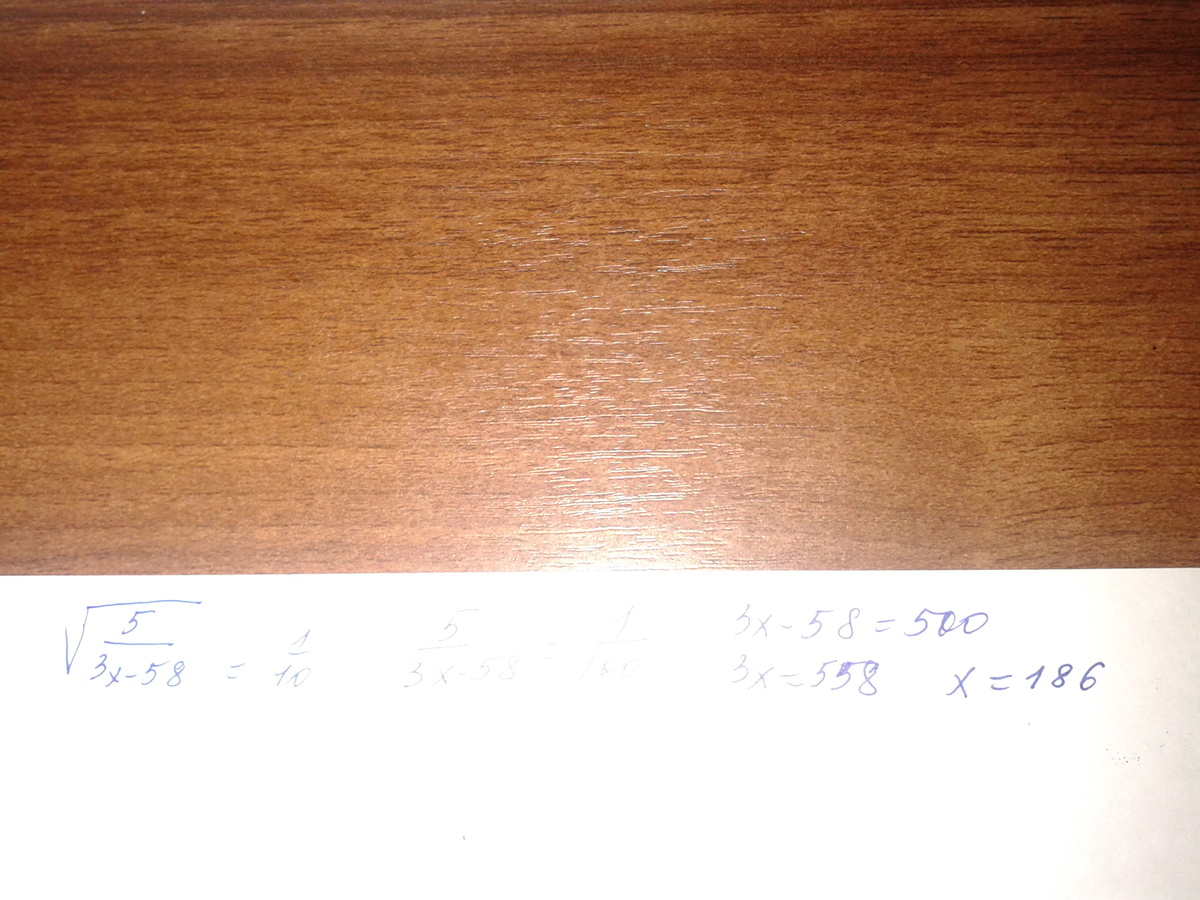 √(5/(3x-58)) = 1/10    5/(3x-58) = 1/100    3x-58=500
3x=558    x=186